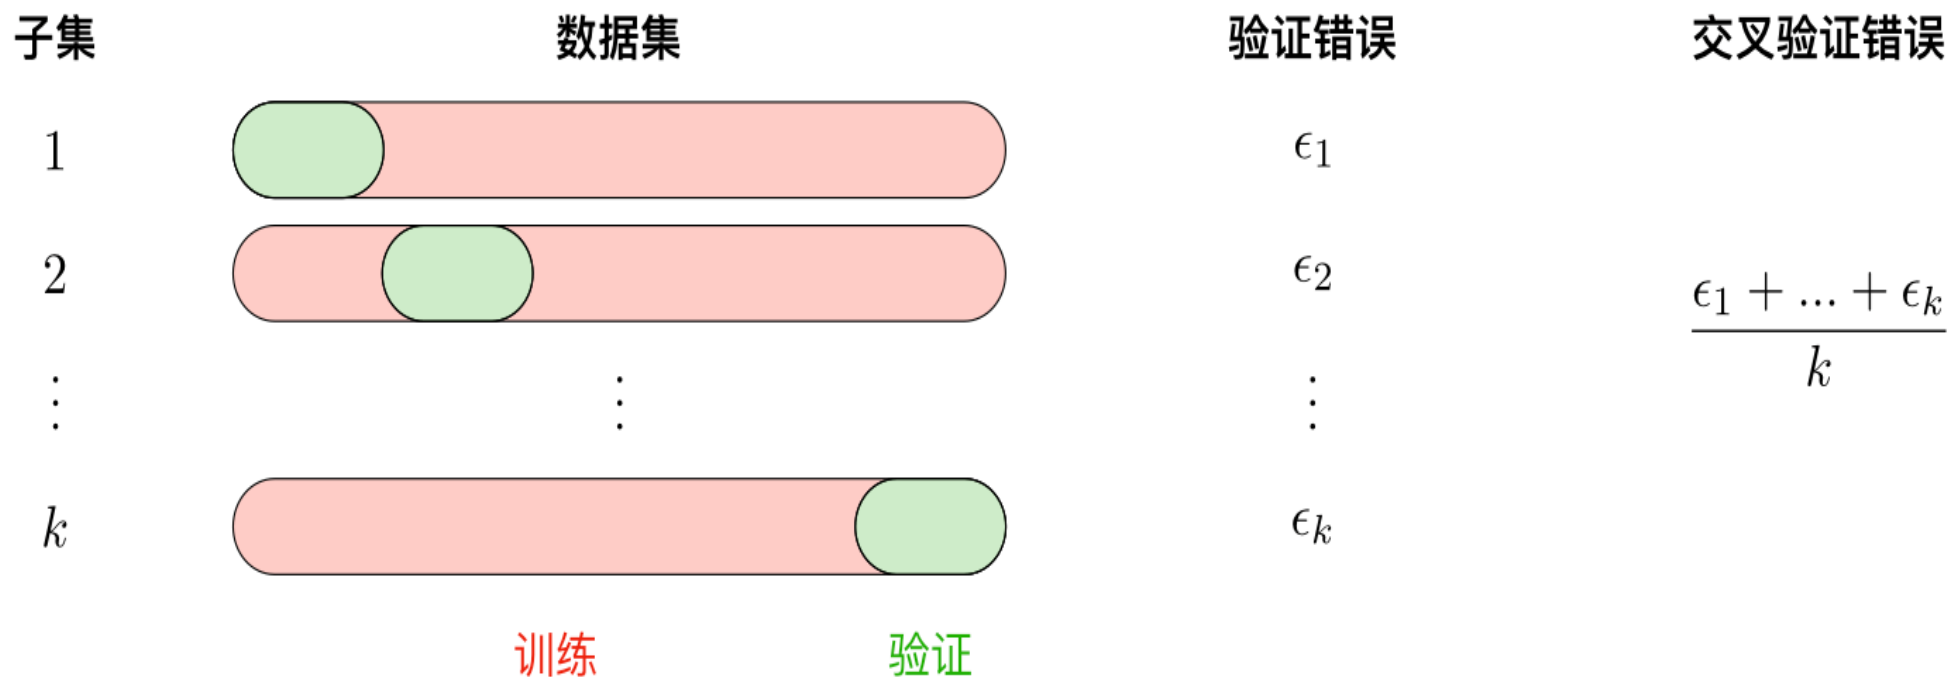 子集 数据集 验证错误 交叉验证错误
1 ϵ₁
2 ϵ₂
ϵ₁ + ... + ϵₖ
k
⋮ ⋮ ⋮
k ϵₖ
训练 验证